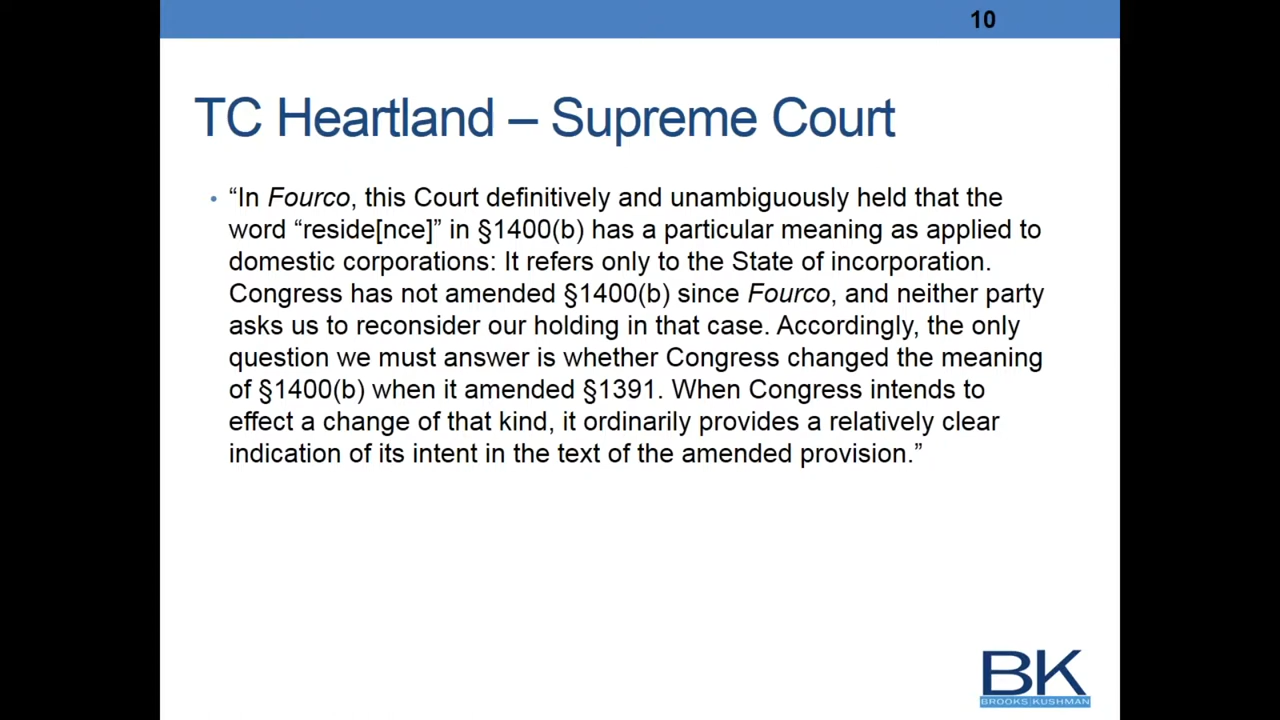 10
TC Heartland – Supreme Court
• “In Fourco, this Court definitively and unambiguously held that the
word “reside[nce]” in §1400(b) has a particular meaning as applied to
domestic corporations: It refers only to the State of incorporation.
Congress has not amended §1400(b) since Fourco, and neither party
asks us to reconsider our holding in that case. Accordingly, the only
question we must answer is whether Congress changed the meaning
of §1400(b) when it amended §1391. When Congress intends to
effect a change of that kind, it ordinarily provides a relatively clear
indication of its intent in the text of the amended provision.”
BK
BROOKS KUSHMAN